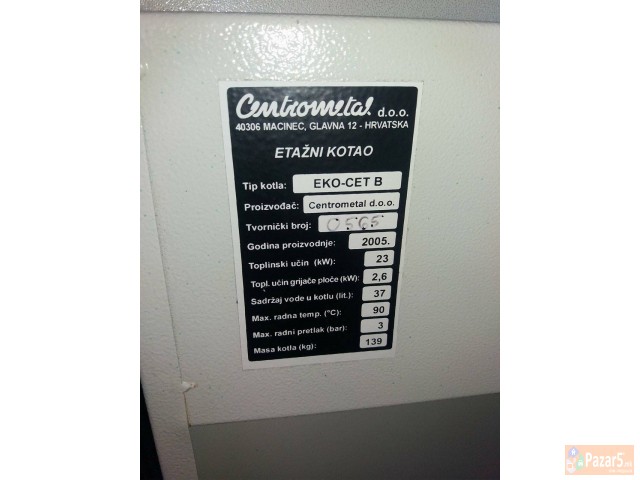 Centrometal d.o.o.
40306 MACINEC, GLAVNA 12 - HRVATSKA
ETAŽNI KOTAO
Tip kotla: EKO-CET B
Proizvođač: Centrometal d.o.o.
Tvornički broj:
Godina proizvodnje: 2005.
Toplinski učin (kW): 23
Topl. učin grijaće ploče (kW): 2,6
Sadržaj vode u kotlu (lit.): 37
Max. radna temp. (°C): 90
Max. radni pretlak (bar): 3
Masa kotla (kg): 139
Pazar5